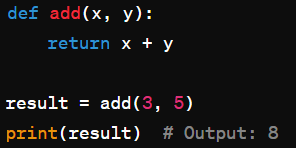 def add(x, y):
    return x + y

result = add(3, 5)
print(result)  # Output: 8